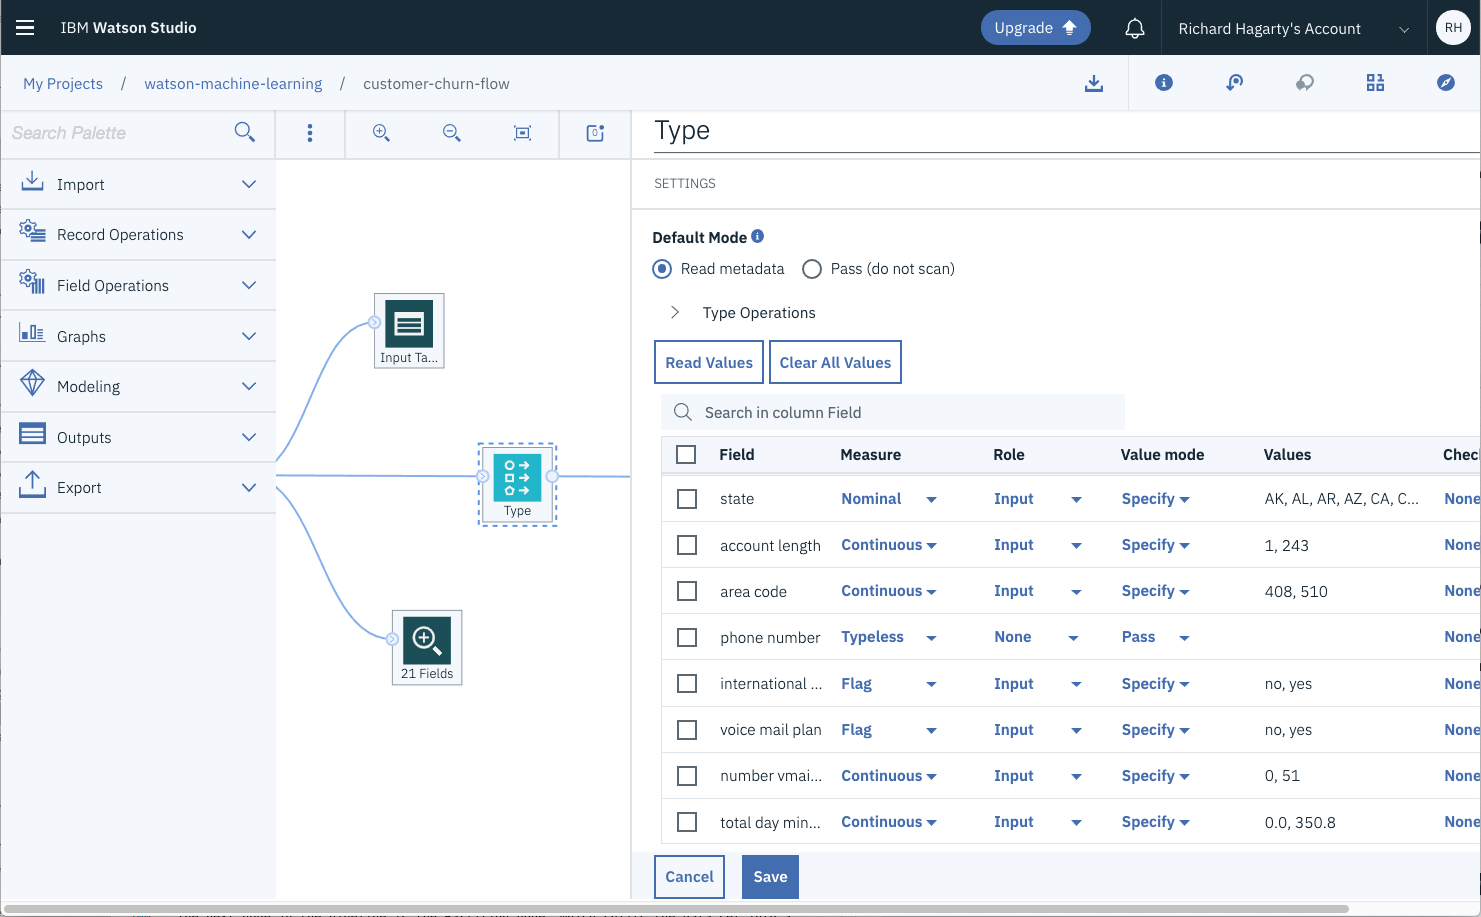 IBM Watson Studio
Upgrade
Richard Hagarty's Account
RH
My Projects / watson-machine-learning / customer-churn-flow
Search Palette
0
Import
Record Operations
Field Operations
Graphs
Modeling
Outputs
Export
Input Ta...
Type
21 Fields
Type
SETTINGS
Default Mode
Read metadata Pass (do not scan)
Type Operations
Read Values Clear All Values
Search in column Field
Field Measure Role Value mode Values Chec
state Nominal Input Specify AK, AL, AR, AZ, CA, C... None
account length Continuous Input Specify 1, 243 None
area code Continuous Input Specify 408, 510 None
phone number Typeless None Pass None
international ... Flag Input Specify no, yes None
voice mail plan Flag Input Specify no, yes None
number vmai... Continuous Input Specify 0, 51 None
total day min... Continuous Input Specify 0.0, 350.8 None
Cancel Save